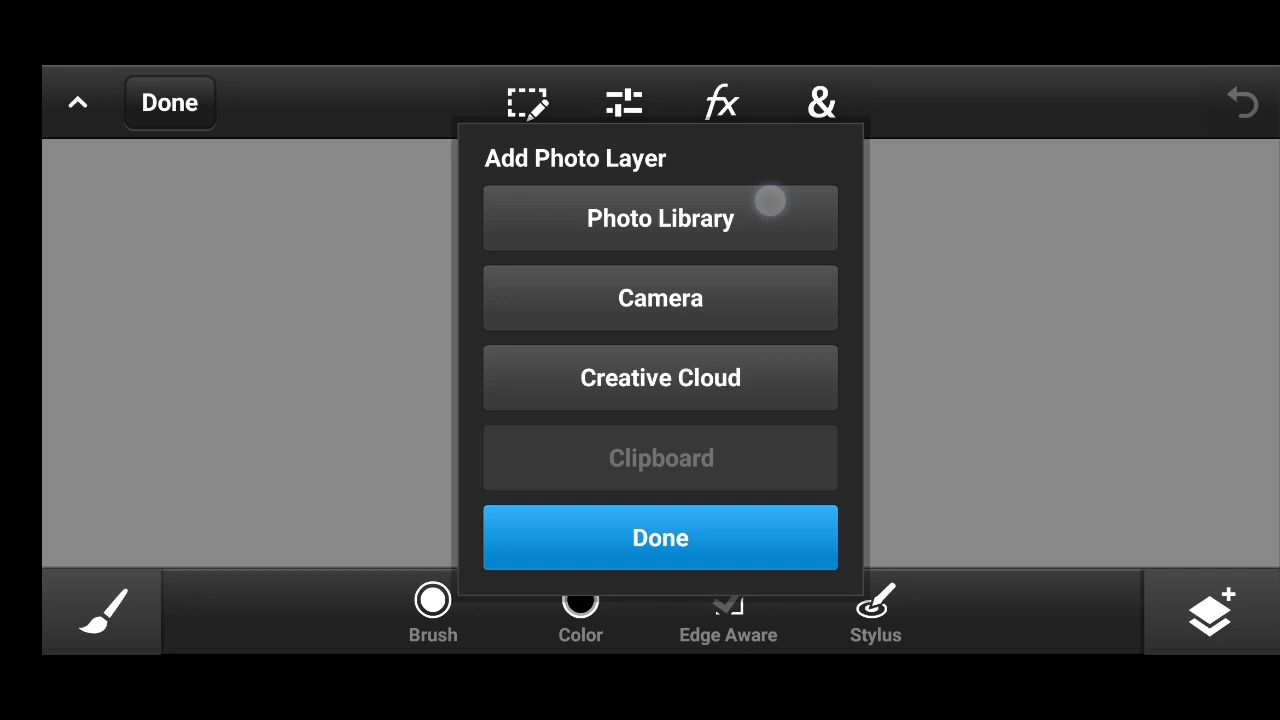 Done
fx
&
Add Photo Layer
Photo Library
Camera
Creative Cloud
Clipboard
Done
Brush
Color
Edge Aware
Stylus